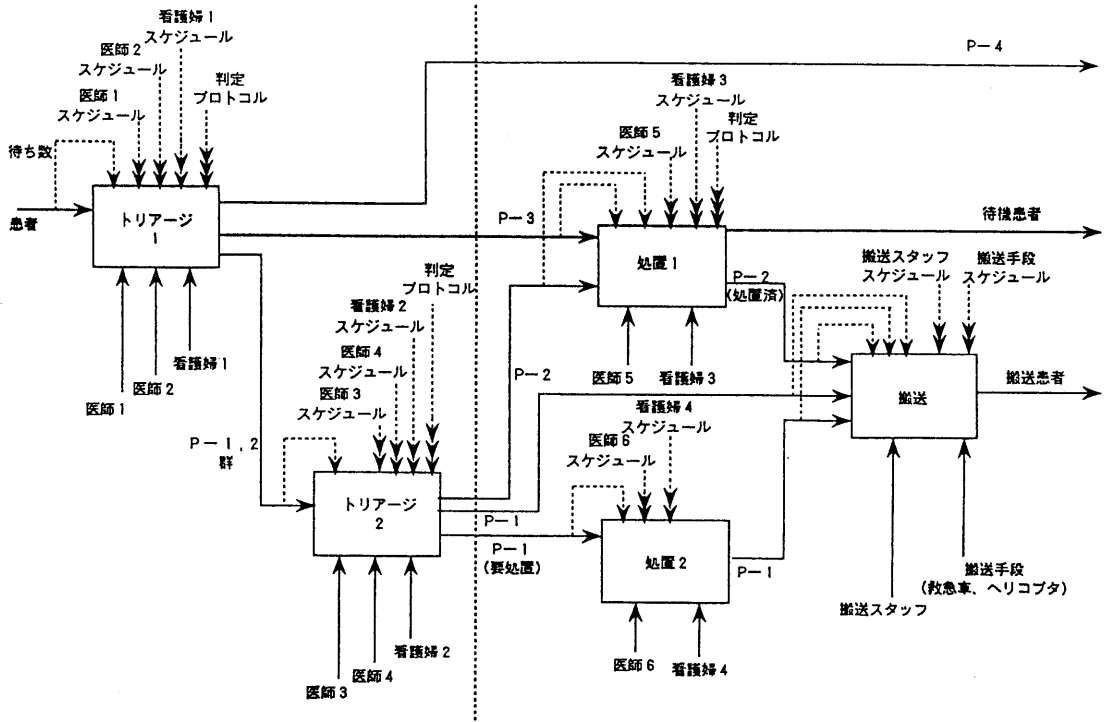 看護婦1
スケジュール
医師2
スケジュール
医師1
スケジュール
判定
プロトコル
待ち数
患者
トリアージ
1
医師1
医師2
看護婦1
P－4
看護婦3
スケジュール
判定
プロトコル
医師5
スケジュール
P－3
処置1
待機患者
P－2
(処置済)
医師5
看護婦3
搬送スタッフ
スケジュール
搬送手段
スケジュール
搬送
搬送患者
搬送スタッフ
搬送手段
(救急車、ヘリコプタ)
判定
プロトコル
看護婦2
スケジュール
医師4
スケジュール
医師3
スケジュール
P－1, 2
群
トリアージ
2
医師3
医師4
看護婦2
P－2
P－1
P－1
(要処置)
看護婦4
スケジュール
医師6
スケジュール
処置2
P－1
医師6
看護婦4